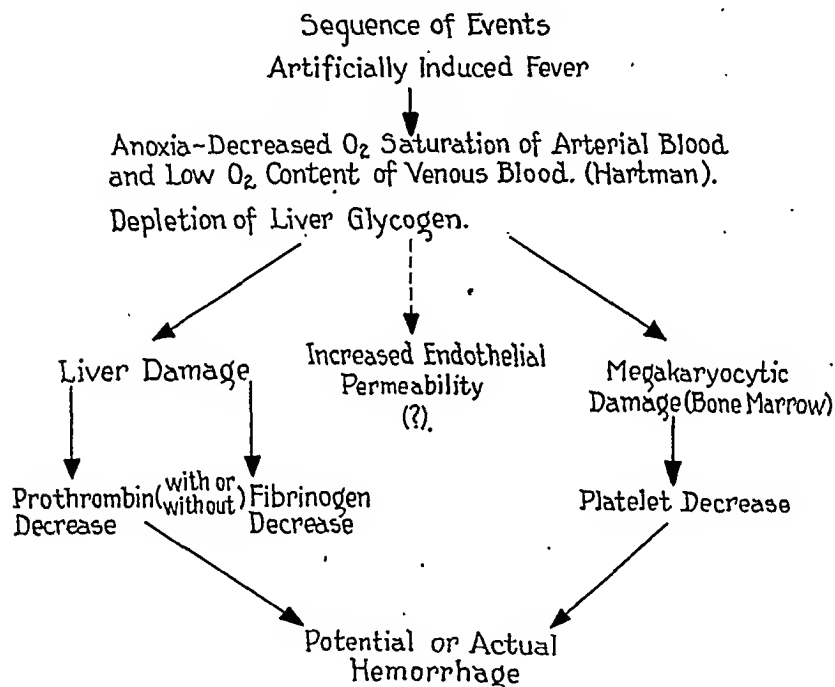 Sequence of Events
Artificially Induced Fever
Anoxia-Decreased O₂ Saturation of Arterial Blood
and Low O₂ Content of Venous Blood. (Hartman).
Depletion of Liver Glycogen.
Liver Damage
Increased Endothelial
Permeability
(?).
Megakaryocytic
Damage (Bone Marrow)
Prothrombin (with or without) Fibrinogen
Decrease Decrease
Platelet Decrease
Potential or Actual
Hemorrhage